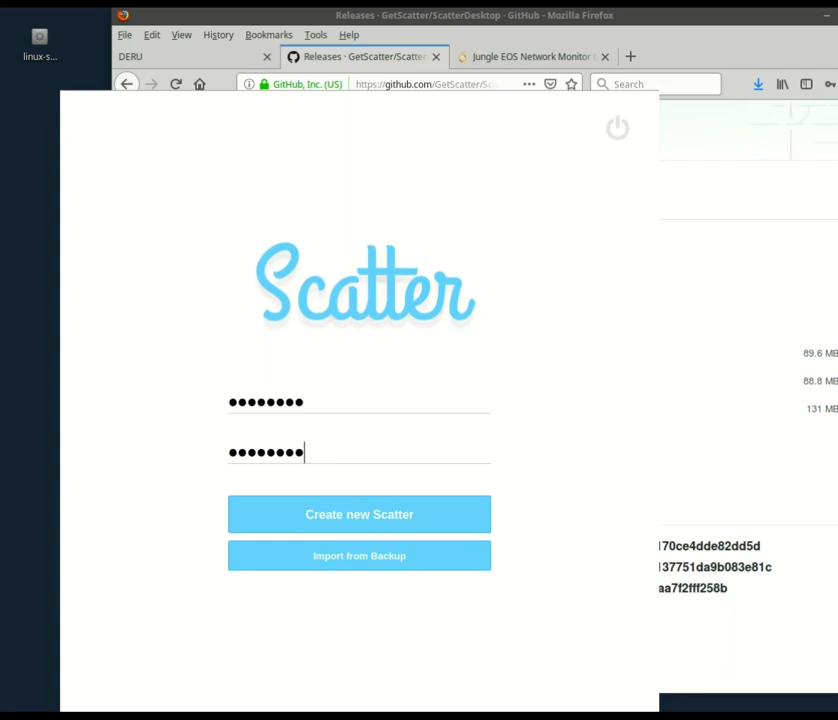 Releases · GetScatter/ScatterDesktop · GitHub - Mozilla Firefox
linux-s...
File Edit View History Bookmarks Tools Help
DERU
Releases · GetScatter/Scatter
Jungle EOS Network Monitor
GitHub, Inc. (US)
https://github.com/GetScatter/Sc
Search
Scatter
89.6 MB
88.8 MB
131 MB
●●●●●●●●
●●●●●●●●
Create new Scatter
Import from Backup
170ce4dde82dd5d
137751da9b083e81c
aa7f2fff258b